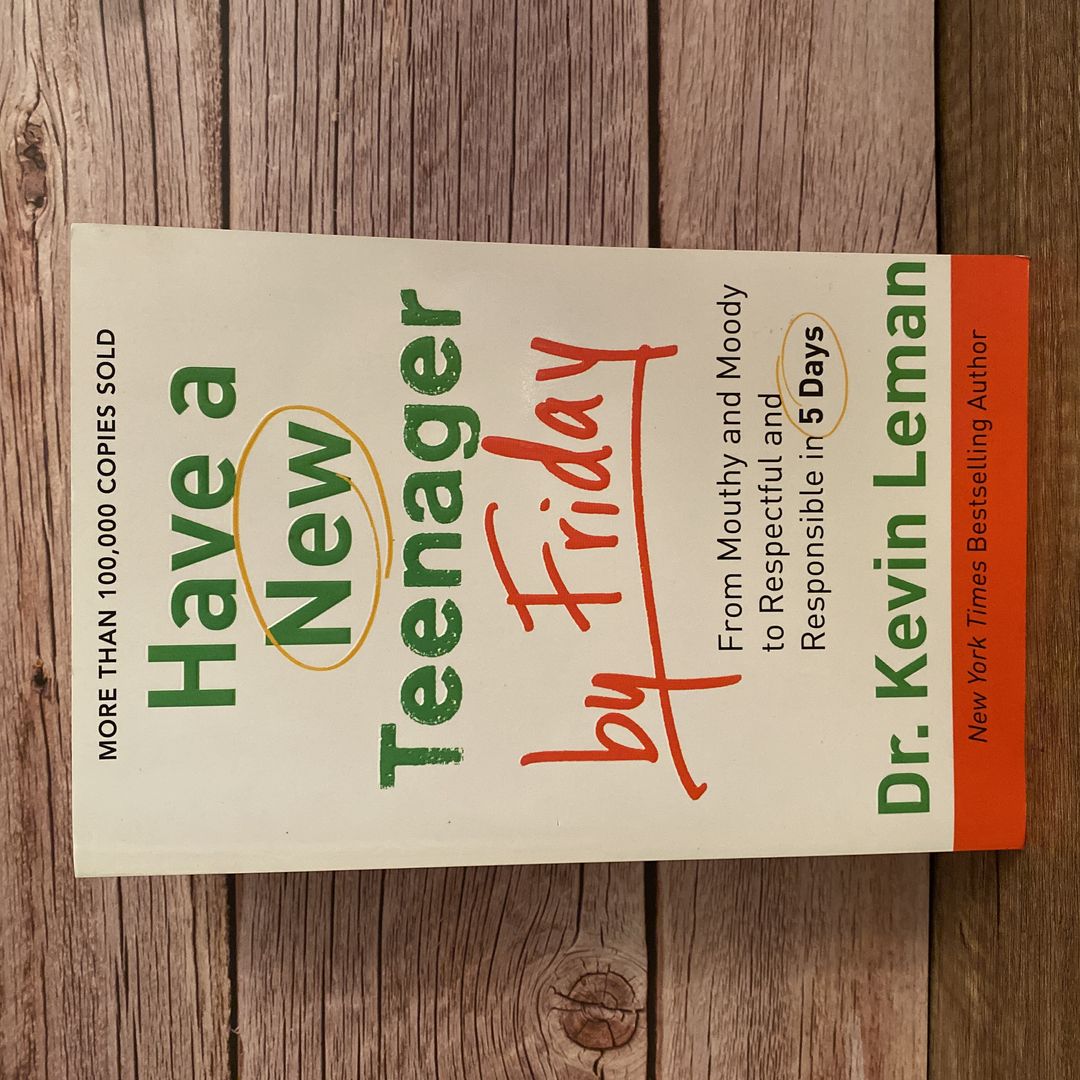 MORE THAN 100,000 COPIES SOLD
Have a
New
Teenager
by Friday
From Mouthy and Moody
to Respectful and
Responsible in 5 Days
Dr. Kevin Leman
New York Times Bestselling Author